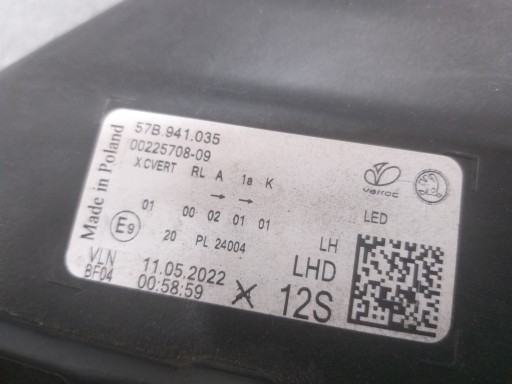 Made in Poland
57B.941.035
00225708-09
XCVERT RL A 1a K
→ →
01 00 02 01 01
E9
20 PL 24004
VLN
BF04
11.05.2022
00:58:59
varroc
LED
LH
LHD
12S